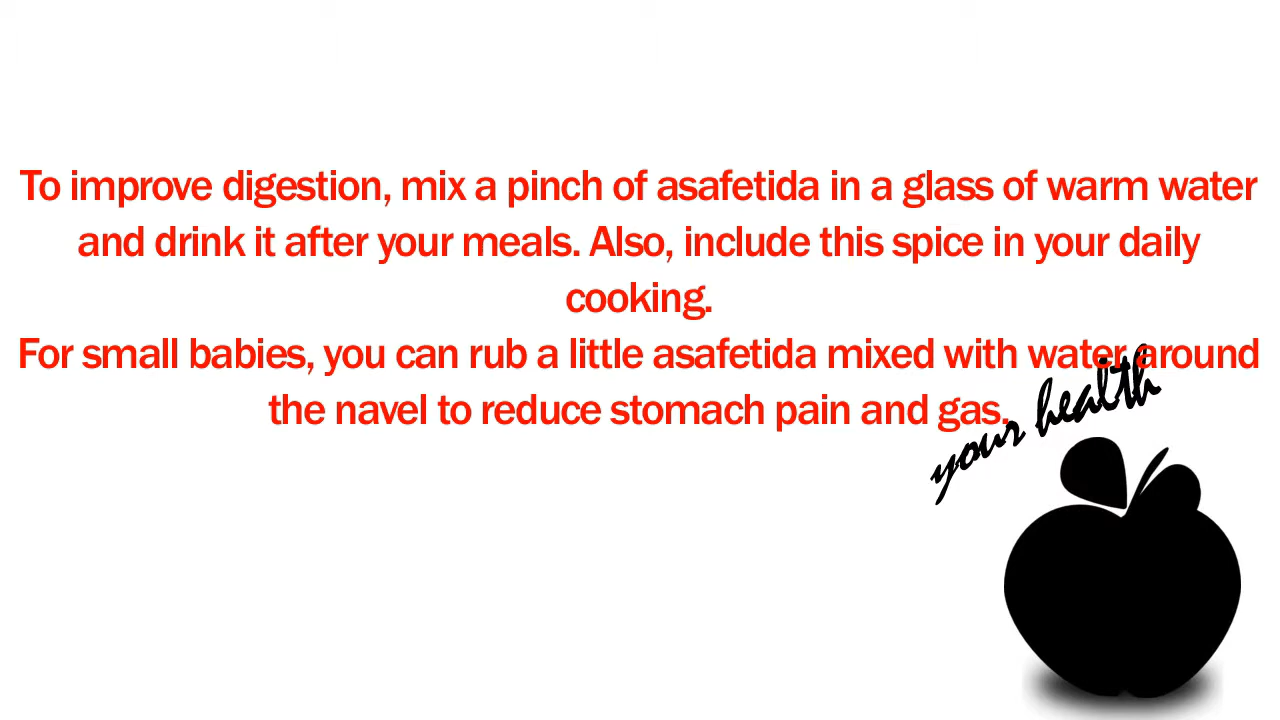 To improve digestion, mix a pinch of asafetida in a glass of warm water
and drink it after your meals. Also, include this spice in your daily
cooking.
For small babies, you can rub a little asafetida mixed with water around
the navel to reduce stomach pain and gas.
your health